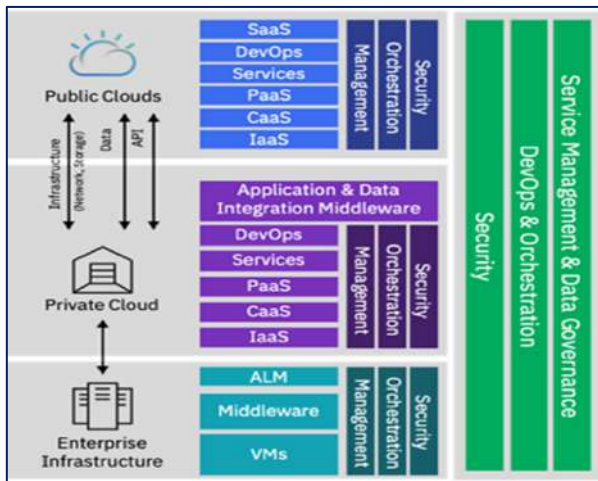 Public Clouds
SaaS
DevOps
Services
PaaS
CaaS
IaaS
Management
Orchestration
Security
Infrastructure
(Network, Storage)
Data
API
Private Cloud
Application & Data
Integration Middleware
DevOps
Services
PaaS
CaaS
IaaS
Management
Orchestration
Security
Enterprise
Infrastructure
ALM
Middleware
VMs
Management
Orchestration
Security
Security
DevOps & Orchestration
Service Management & Data Governance